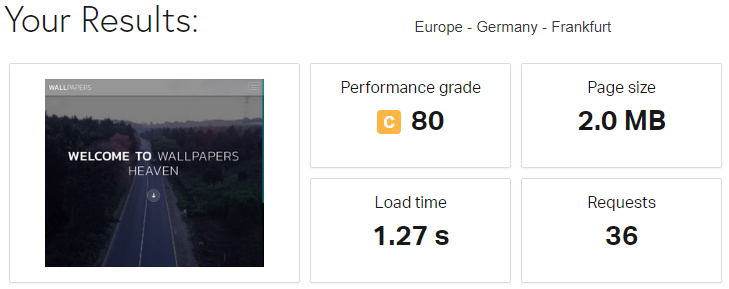 Your Results:
Europe - Germany - Frankfurt
WALLPAPERS
WELCOME TO WALLPAPERS
HEAVEN
Performance grade
C 80
Page size
2.0 MB
Load time
1.27 s
Requests
36